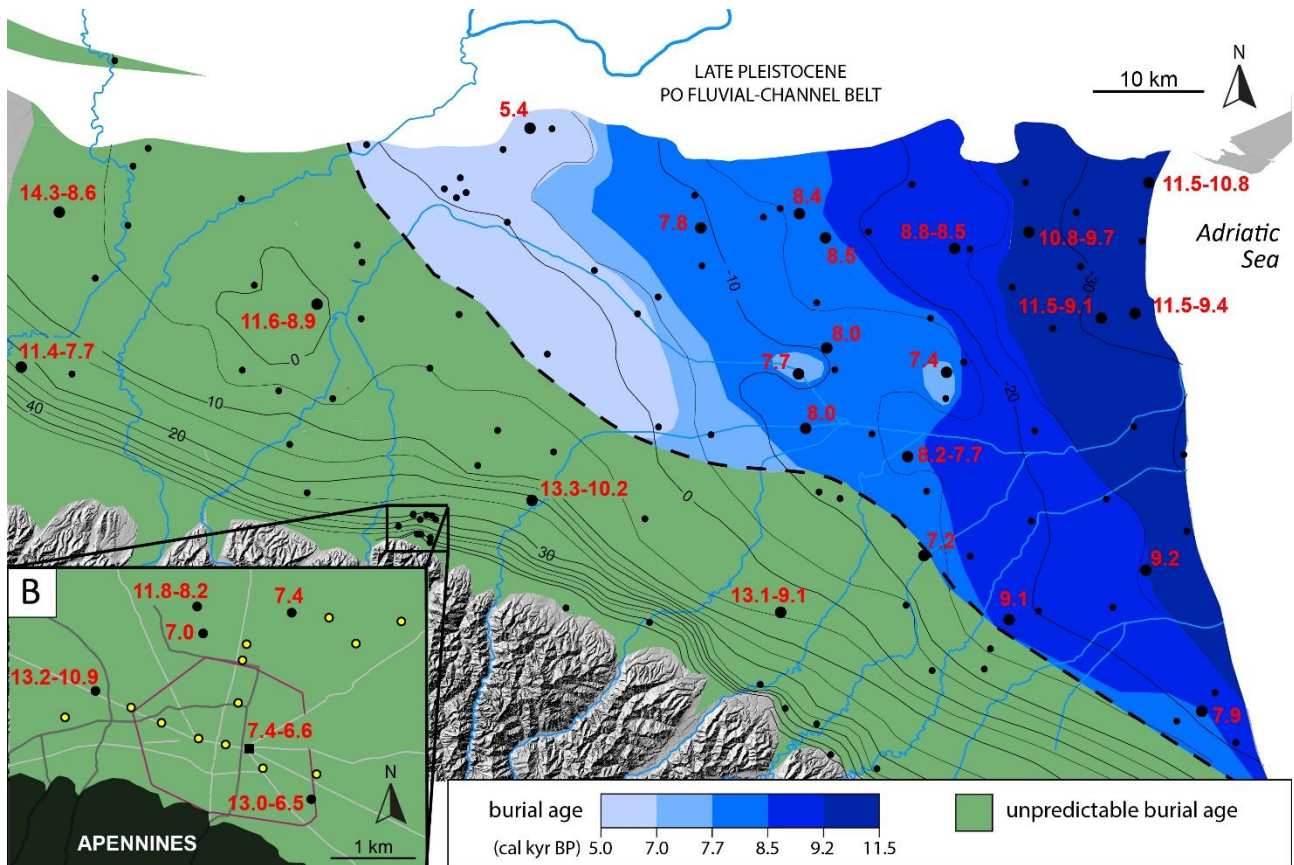 LATE PLEISTOCENE
PO FLUVIAL-CHANNEL BELT
N
10 km
5.4
14.3-8.6
7.8
8.4
8.5
8.8-8.5
10.8-9.7
11.5-10.8
Adriatic
Sea
-10
-30
11.6-8.9
0
11.5-9.1
11.5-9.4
11.4-7.7
8.0
7.7
7.4
-20
40
10
20
8.0
8.2-7.7
13.3-10.2
0
30
7.2
9.2
13.1-9.1
9.1
7.9
B
11.8-8.2
7.4
7.0
13.2-10.9
7.4-6.6
13.0-6.5
N
APENNINES
1 km
burial age
unpredictable burial age
(cal kyr BP)
5.0 7.0 7.7 8.5 9.2 11.5